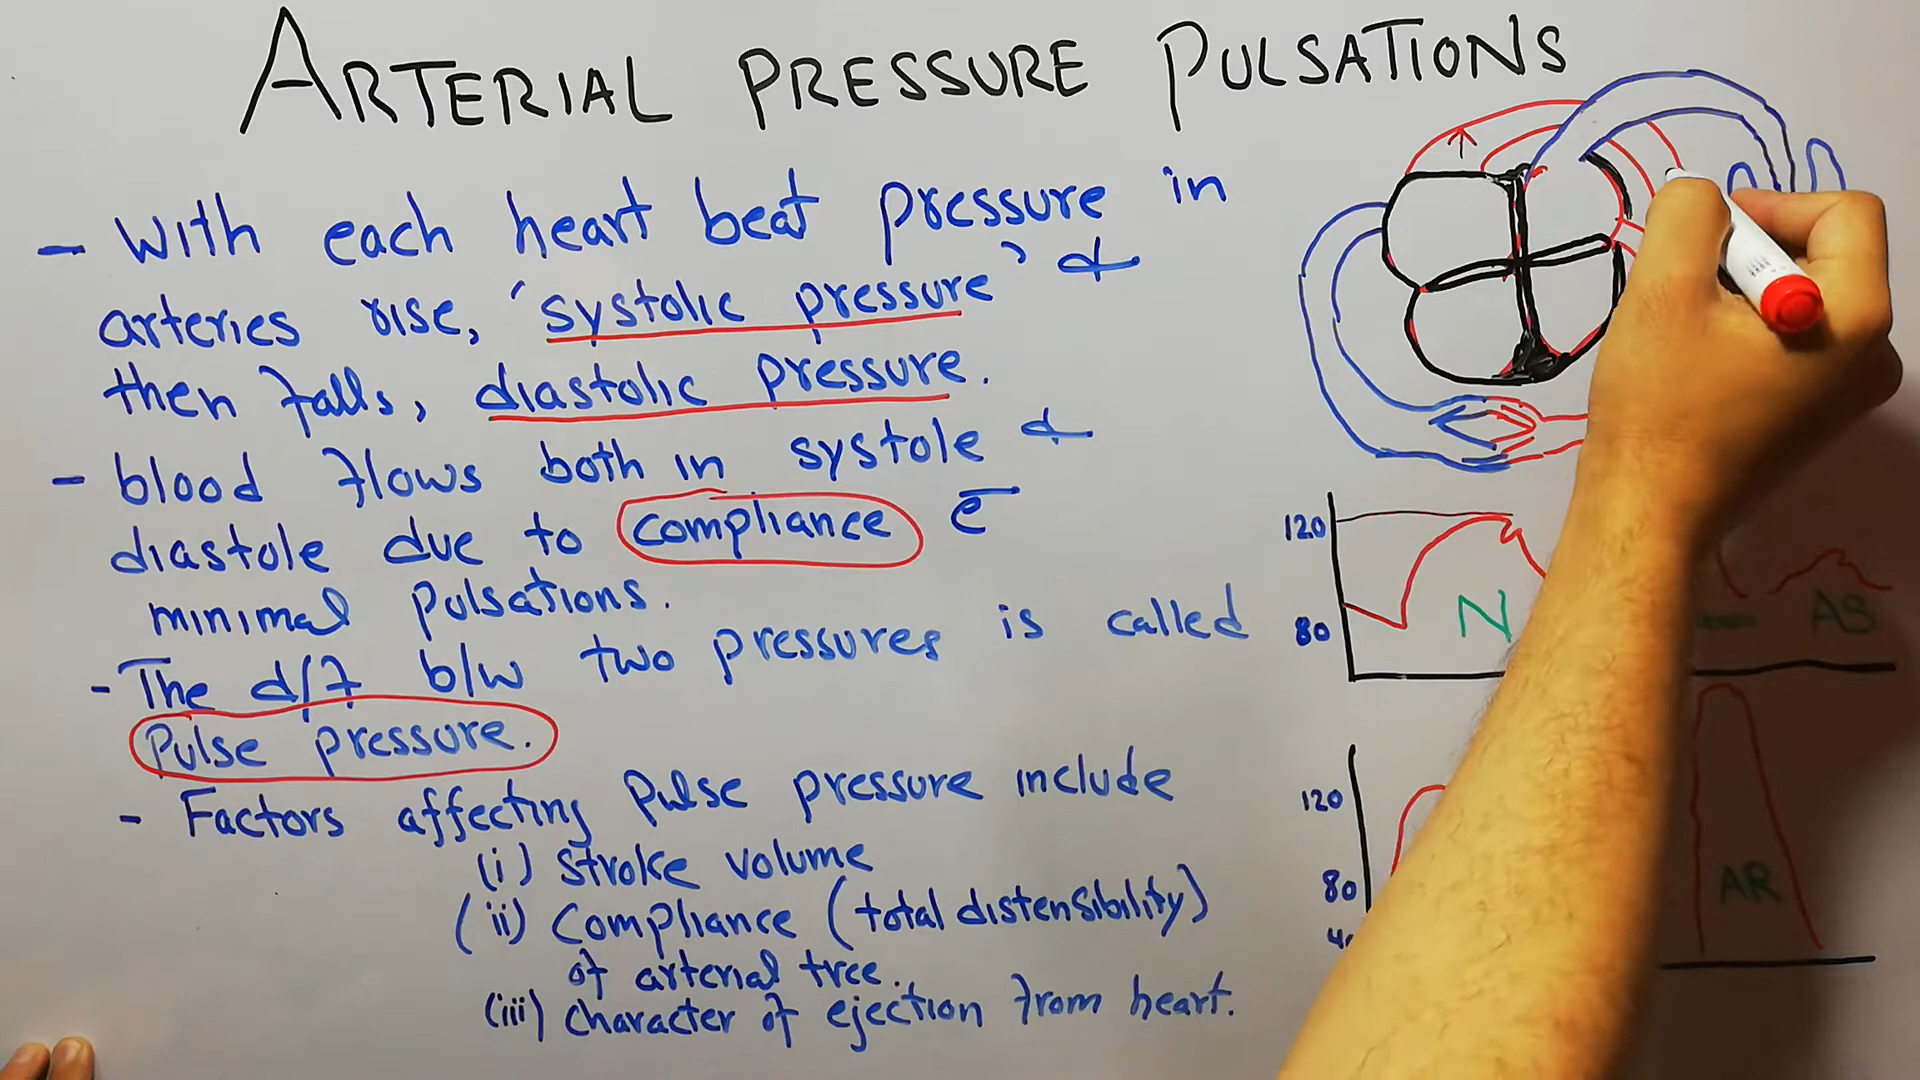 ARTERIAL PRESSURE PULSATIONS
- With each heart beat pressure in
arteries rise, 'systolic pressure' &
then falls, diastolic pressure.
- blood flows both in systole &
diastole due to compliance c̄
minimal pulsations.
- The d/f b/w two pressures is called
Pulse pressure.
- Factors affecting Pulse pressure include
(i) Stroke volume
(ii) Compliance (total distensibility)
of arterial tree.
(iii) character of ejection from heart.
120
80
N
AS
120
80
AR